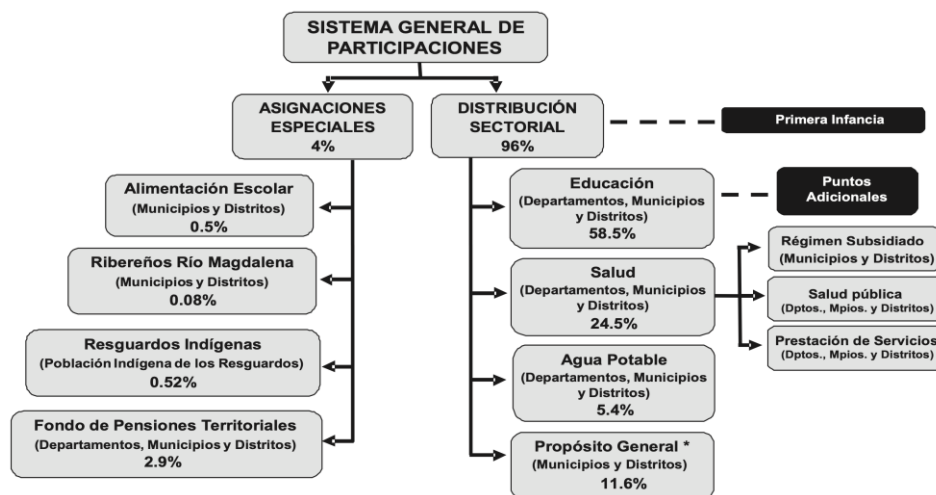 SISTEMA GENERAL DE
PARTICIPACIONES
ASIGNACIONES
ESPECIALES
4%
DISTRIBUCIÓN
SECTORIAL
96%
Primera Infancia
Alimentación Escolar
(Municipios y Distritos)
0.5%
Ribereños Río Magdalena
(Municipios y Distritos)
0.08%
Resguardos Indígenas
(Población Indígena de los Resguardos)
0.52%
Fondo de Pensiones Territoriales
(Departamentos, Municipios y Distritos)
2.9%
Educación
(Departamentos, Municipios
y Distritos)
58.5%
Puntos
Adicionales
Salud
(Departamentos, Municipios
y Distritos)
24.5%
Régimen Subsidiado
(Municipios y Distritos)
Salud pública
(Dptos., Mpios. y Distritos)
Prestación de Servicios
(Dptos., Mpios. y Distritos)
Agua Potable
(Departamentos, Municipios
y Distritos)
5.4%
Propósito General *
(Municipios y Distritos)
11.6%